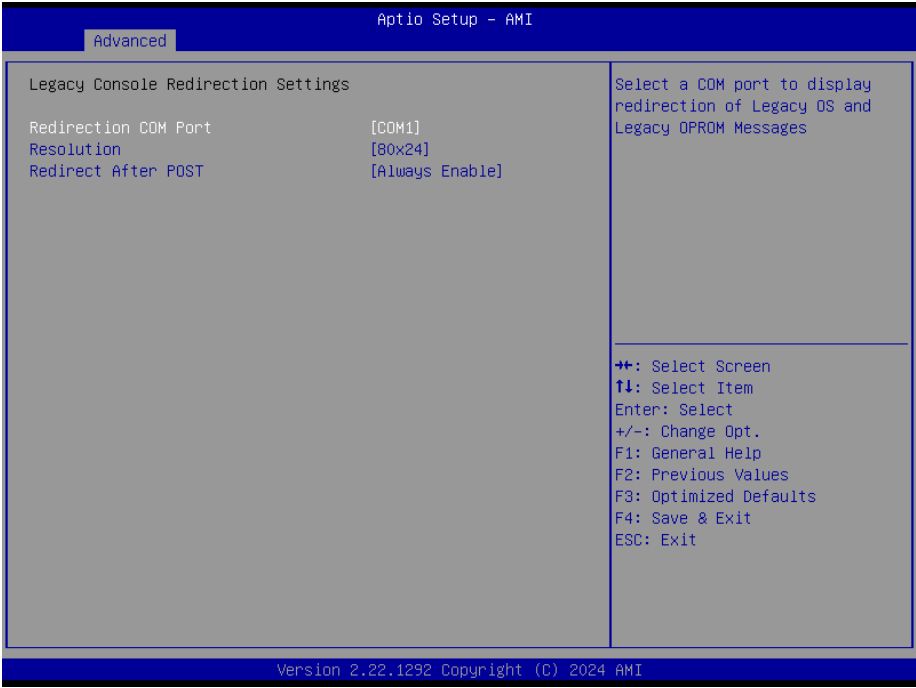 Aptio Setup – AMI
Advanced
Legacy Console Redirection Settings
Redirection COM Port [COM1]
Resolution [80x24]
Redirect After POST [Always Enable]
Select a COM port to display
redirection of Legacy OS and
Legacy OPROM Messages
→←: Select Screen
↑↓: Select Item
Enter: Select
+/-: Change Opt.
F1: General Help
F2: Previous Values
F3: Optimized Defaults
F4: Save & Exit
ESC: Exit
Version 2.22.1292 Copyright (C) 2024 AMI